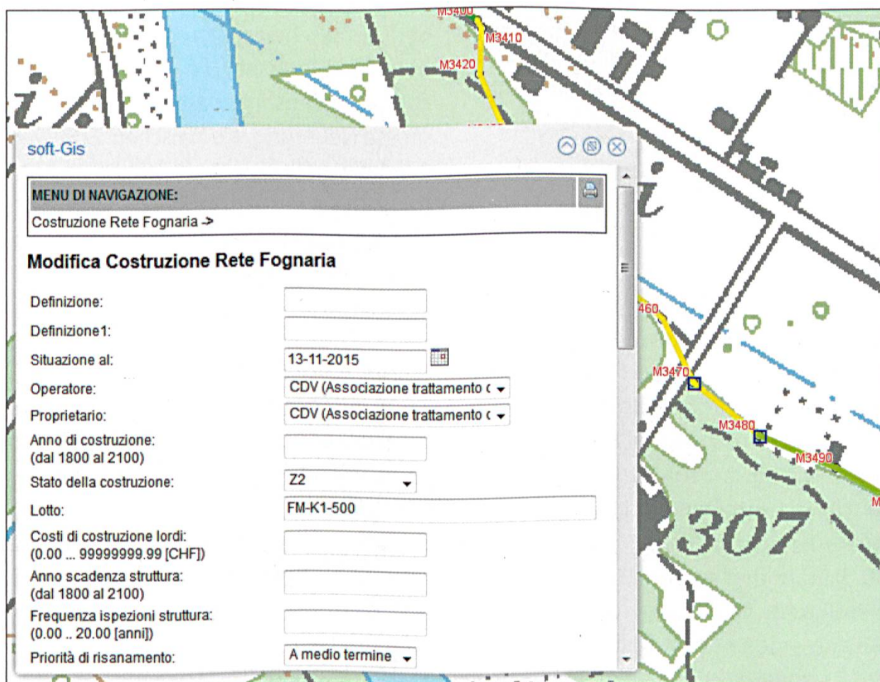 M3400
M3410
M3420
soft-Gis
MENU DI NAVIGAZIONE:
Costruzione Rete Fognaria ->
Modifica Costruzione Rete Fognaria
Definizione:
Definizione1:
Situazione al: 13-11-2015
Operatore: CDV (Associazione trattamento
Proprietario: CDV (Associazione trattamento
Anno di costruzione:
(dal 1800 al 2100)
Stato della costruzione: Z2
Lotto: FM-K1-500
Costi di costruzione lordi:
(0.00 ... 99999999.99 [CHF])
Anno scadenza struttura:
(dal 1800 al 2100)
Frequenza ispezioni struttura:
(0.00 .. 20.00 [anni])
Priorità di risanamento: A medio termine
i
i
460
M3470
M3480
M3490
M
307